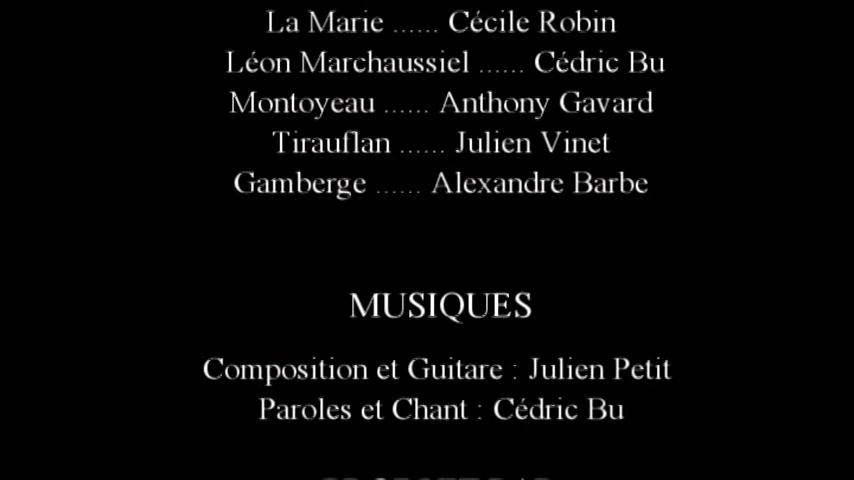 La Marie ...... Cécile Robin
Léon Marchaussiel ...... Cédric Bu
Montoyeau ...... Anthony Gavard
Tirauflan ...... Julien Vinet
Gamberge ...... Alexandre Barbe
MUSIQUES
Composition et Guitare : Julien Petit
Paroles et Chant : Cédric Bu